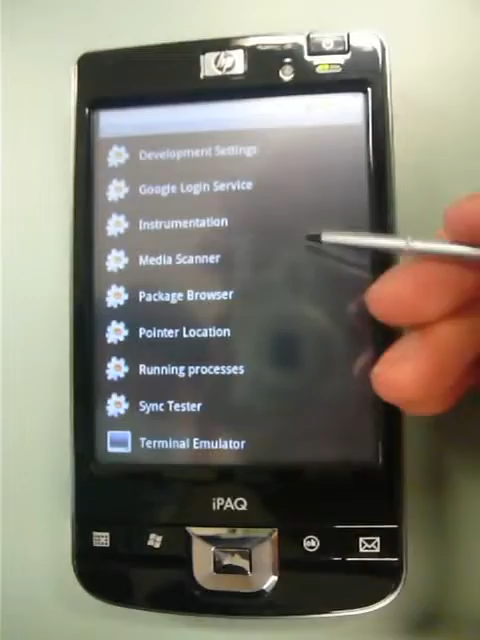 hp
Development Settings
Google Login Service
Instrumentation
Media Scanner
Package Browser
Pointer Location
Running processes
Sync Tester
Terminal Emulator
iPAQ
ok